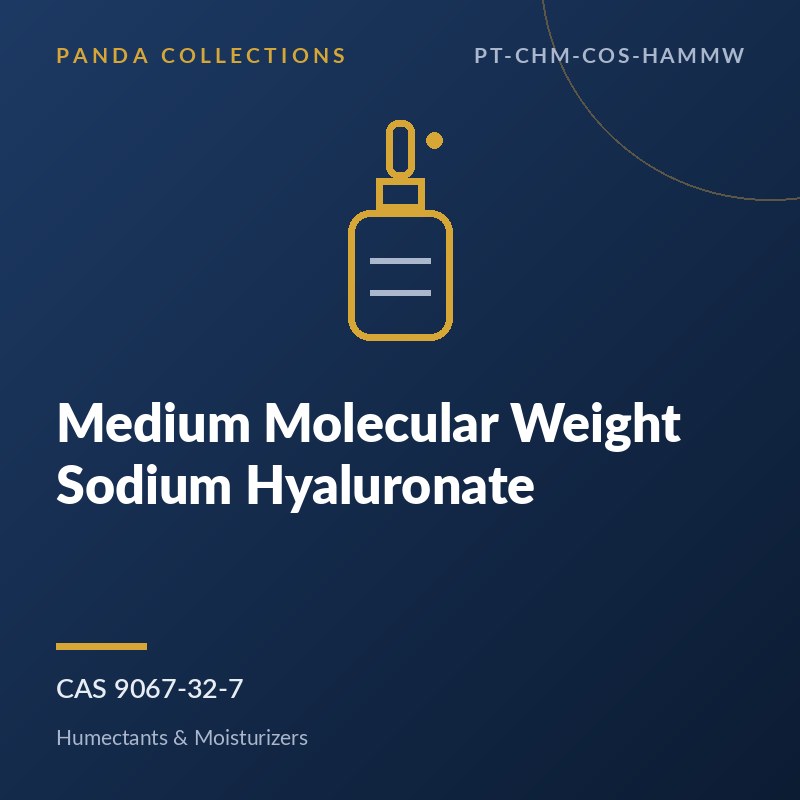 PANDA COLLECTIONS
PT-CHM-COS-HAMMW
Medium Molecular Weight
Sodium Hyaluronate
CAS 9067-32-7
Humectants & Moisturizers